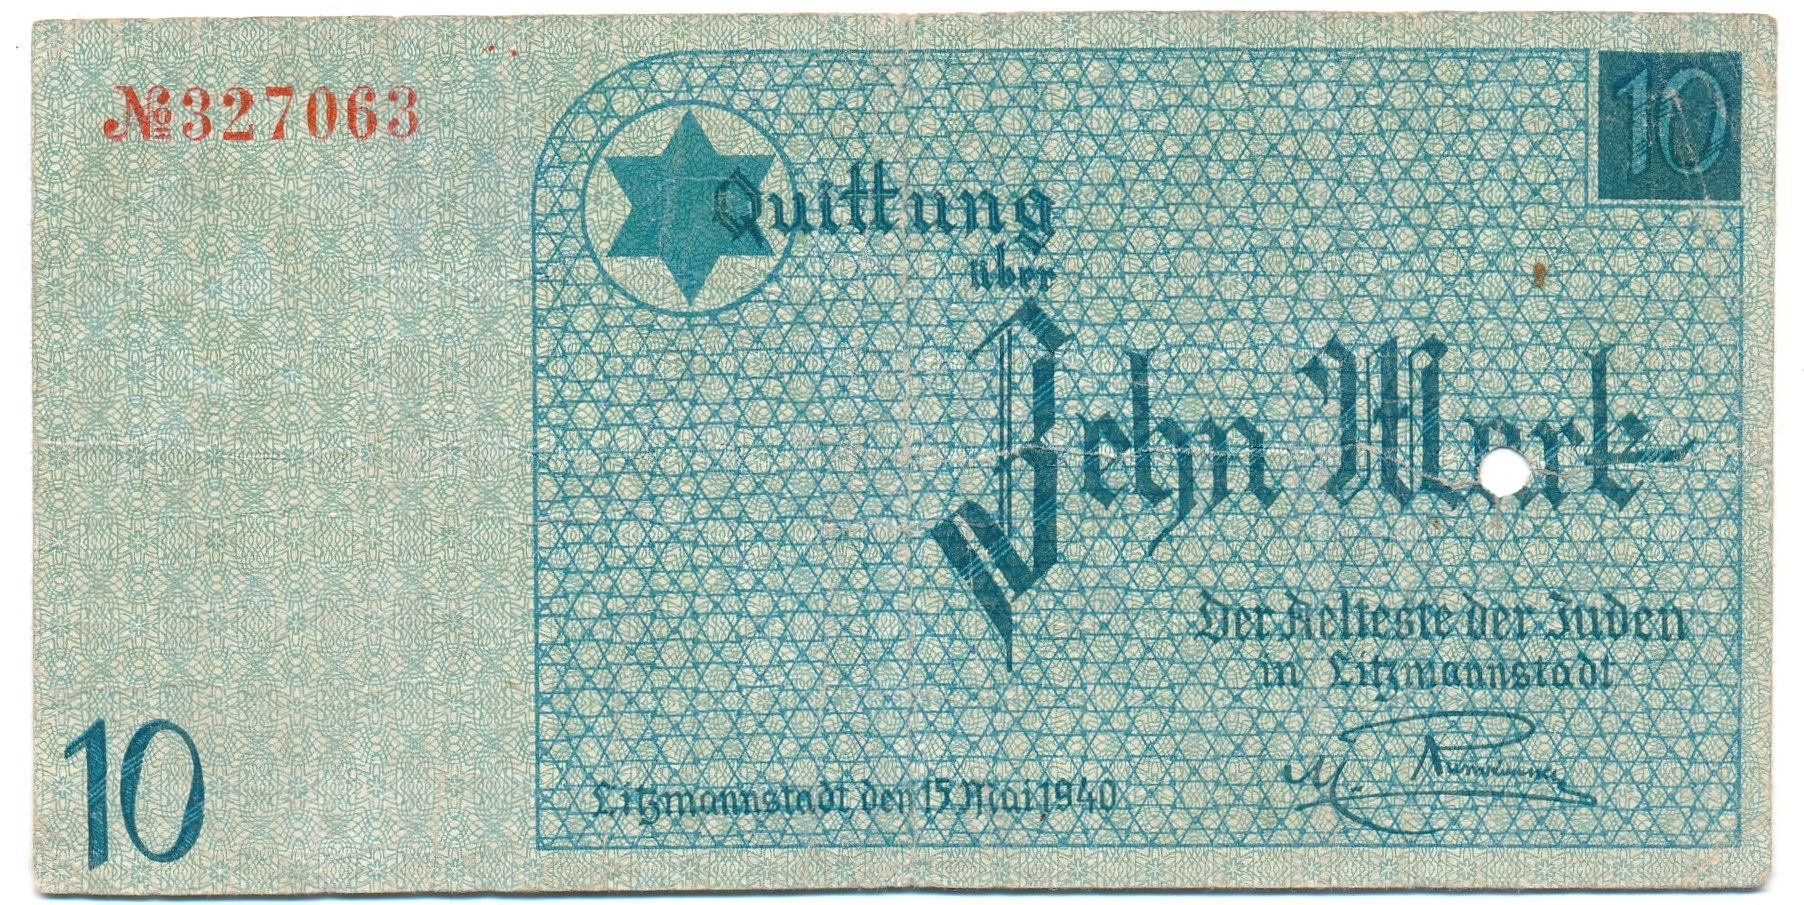 №327063
10
Quittung
über
Zehn Mark
Der Aelteste der Juden
in Litzmannstadt
Litzmannstadt den 15 Mai 1940
10